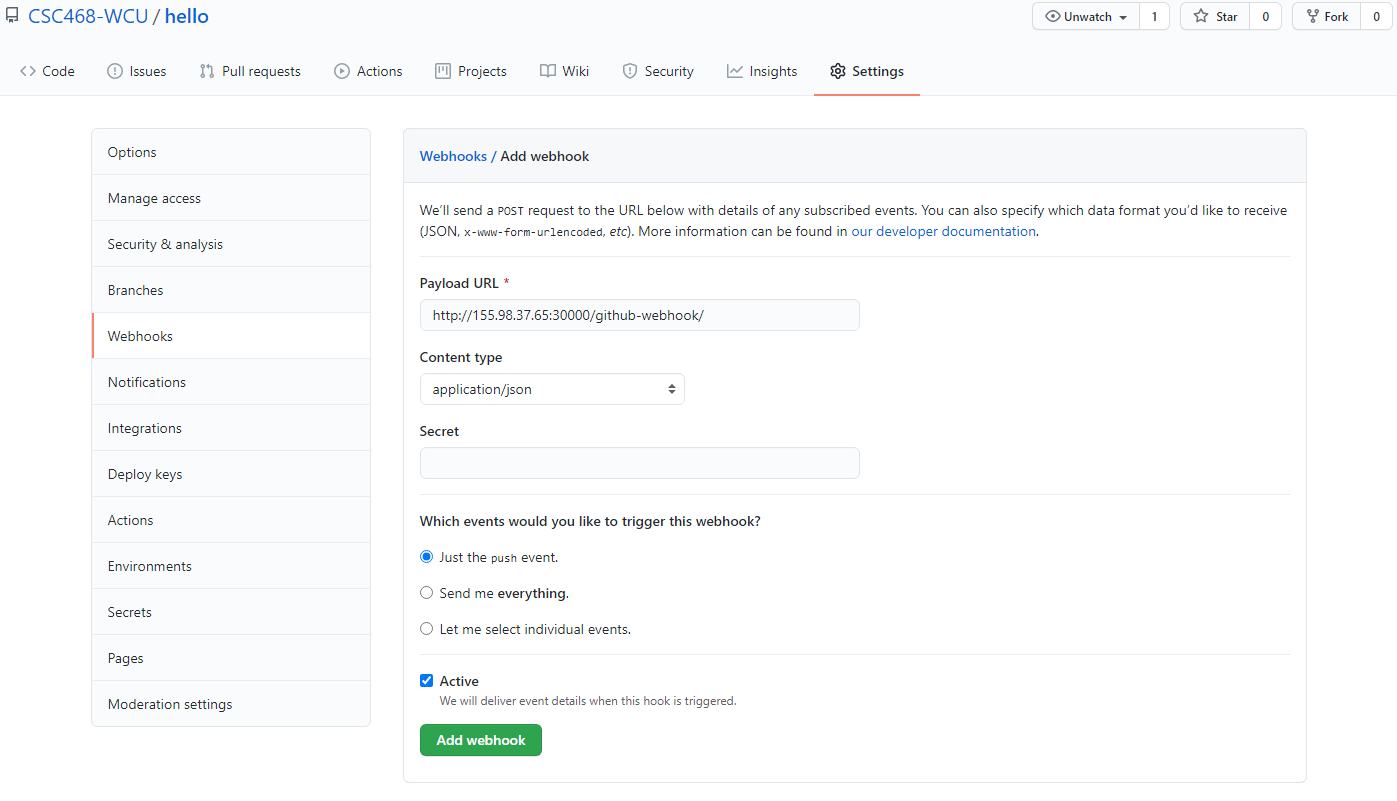 CSC468-WCU / hello
Unwatch 1 Star 0 Fork 0
Code Issues Pull requests Actions Projects Wiki Security Insights Settings
Options
Manage access
Security & analysis
Branches
Webhooks
Notifications
Integrations
Deploy keys
Actions
Environments
Secrets
Pages
Moderation settings
Webhooks / Add webhook
We’ll send a POST request to the URL below with details of any subscribed events. You can also specify which data format you’d like to receive
(JSON, x-www-form-urlencoded, etc). More information can be found in our developer documentation.
Payload URL *
http://155.98.37.65:30000/github-webhook/
Content type
application/json
Secret
Which events would you like to trigger this webhook?
Just the push event.
Send me everything.
Let me select individual events.
Active
We will deliver event details when this hook is triggered.
Add webhook